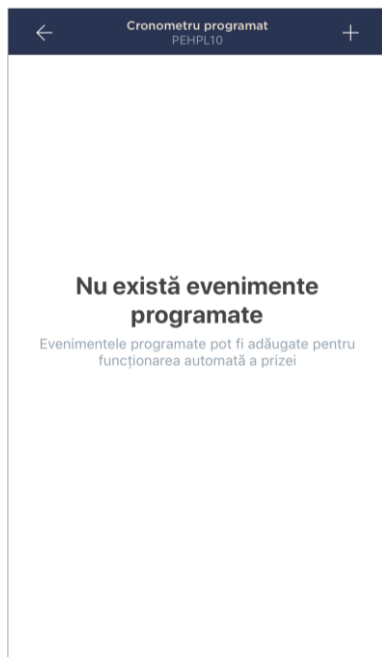 Cronometru programat
PEHPL10
Nu există evenimente
programate
Evenimentele programate pot fi adăugate pentru
funcționarea automată a prizei